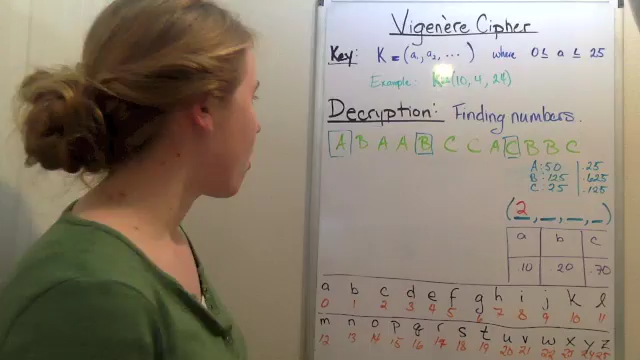 Vigenère Cipher
Key: K = (a₁, a₂, ...) where 0 ≤ a ≤ 25
Example: K = (10, 4, 24)
Decryption: Finding numbers.
A B A A B C C A C B B C
A: 50 .25
B: 125 .625
C: 25 .125
(2, _, _, _)
a b c
.10 .20 .70
a b c d e f g h i j k l
0 1 2 3 4 5 6 7 8 9 10 11
m n o p q r s t u v w x y z
12 13 14 15 16 17 18 19 20 21 22 23 24 25